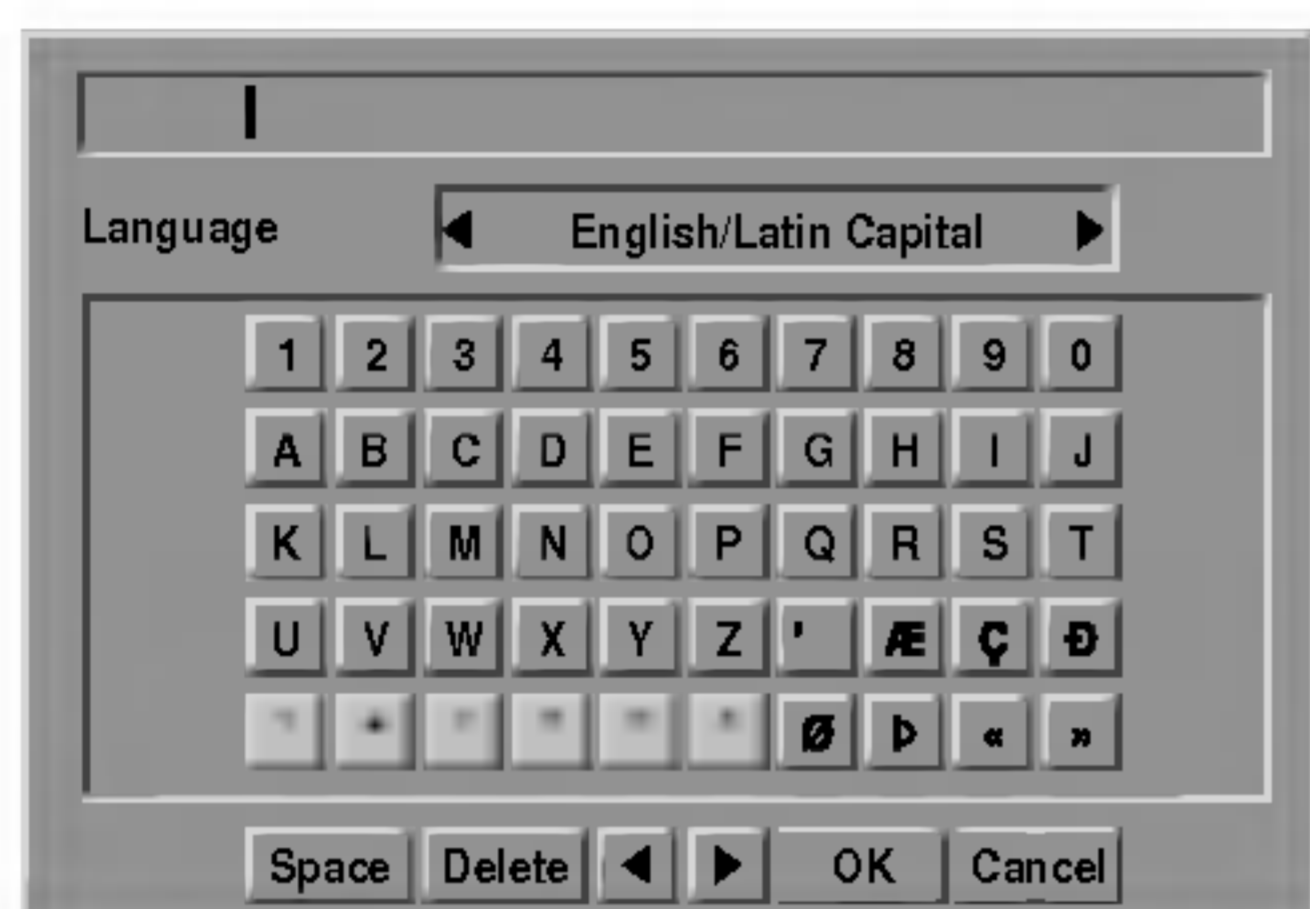 Language ◀ English/Latin Capital ▶
1 2 3 4 5 6 7 8 9 0
A B C D E F G H I J
K L M N O P Q R S T
U V W X Y Z ' Æ Ç Ð
Ø Þ « »
Space Delete ◀ ▶ OK Cancel